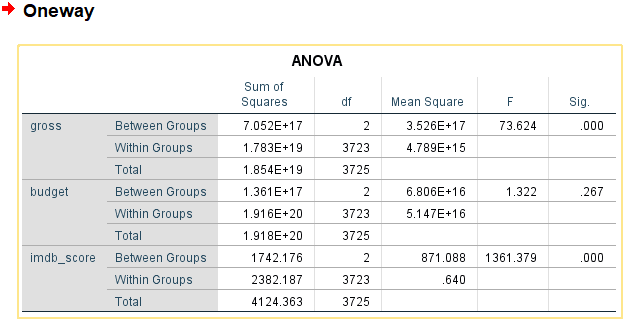 Oneway
ANOVA
Sum of Squares df Mean Square F Sig.
gross Between Groups 7.052E+17 2 3.526E+17 73.624 .000
Within Groups 1.783E+19 3723 4.789E+15
Total 1.854E+19 3725
budget Between Groups 1.361E+17 2 6.806E+16 1.322 .267
Within Groups 1.916E+20 3723 5.147E+16
Total 1.918E+20 3725
imdb_score Between Groups 1742.176 2 871.088 1361.379 .000
Within Groups 2382.187 3723 .640
Total 4124.363 3725